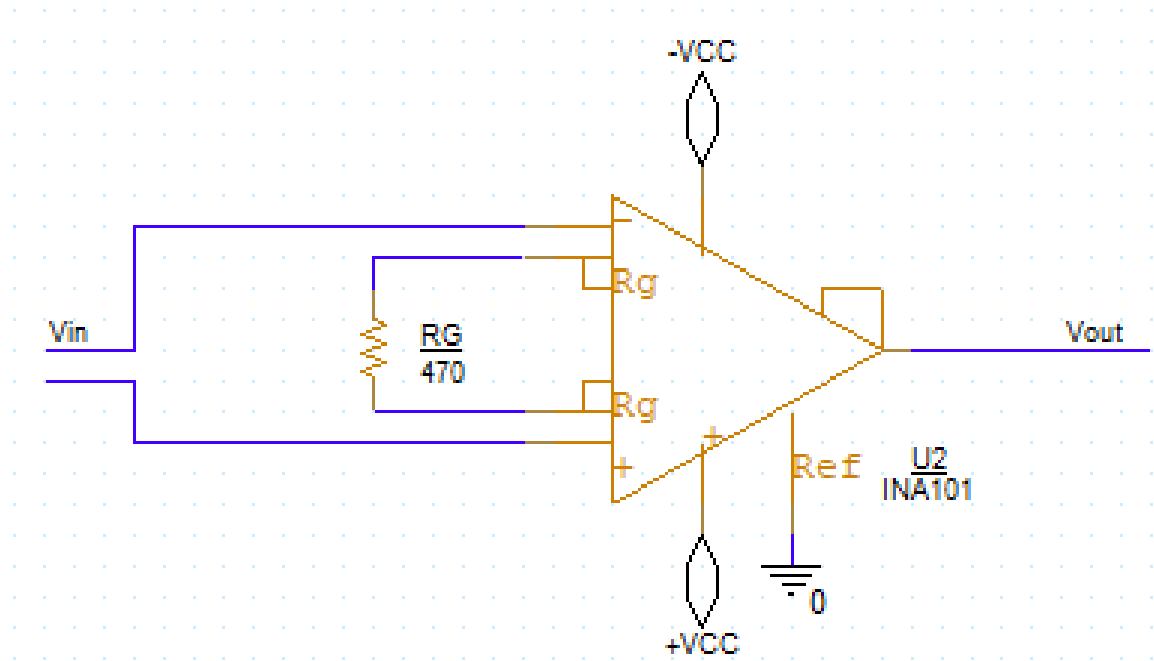 -VCC
−
Rg
Vin
RG
470
Vout
Rg
+
+
Ref
U2
INA101
0
+VCC